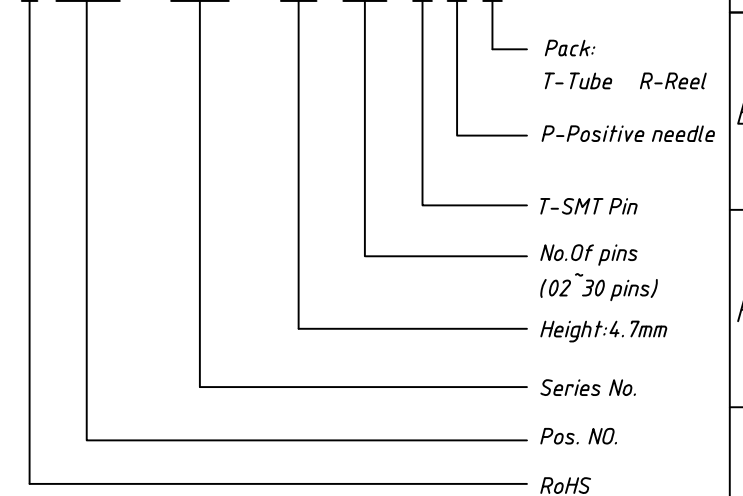 Pack:
T-Tube R-Reel
P-Positive needle
T-SMT Pin
No.Of pins
(02~30 pins)
Height:4.7mm
Series No.
Pos. NO.
RoHS